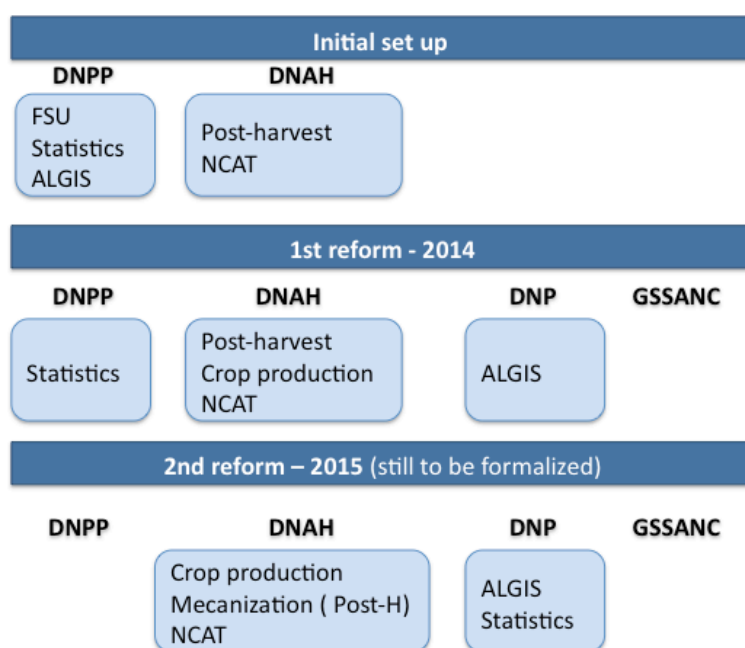 Initial set up
DNPP DNAH
FSU
Statistics
ALGIS
Post-harvest
NCAT
1st reform - 2014
DNPP DNAH DNP GSSANC
Statistics
Post-harvest
Crop production
NCAT
ALGIS
2nd reform – 2015 (still to be formalized)
DNPP DNAH DNP GSSANC
Crop production
Mecanization ( Post-H)
NCAT
ALGIS
Statistics